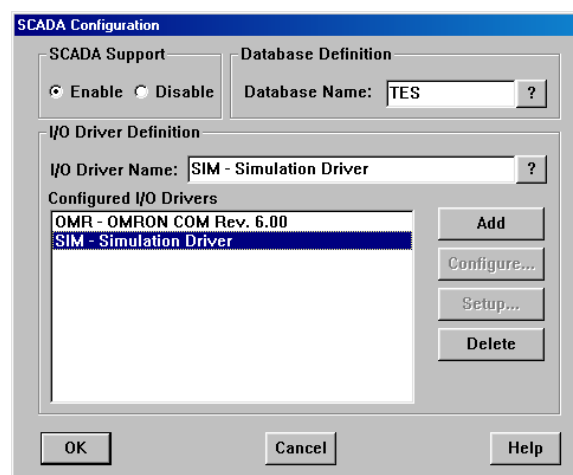 SCADA Configuration
SCADA Support
Enable Disable
Database Definition
Database Name: TES ?
I/O Driver Definition
I/O Driver Name: SIM - Simulation Driver ?
Configured I/O Drivers
OMR - OMRON COM Rev. 6.00
SIM - Simulation Driver
Add
Configure...
Setup...
Delete
OK Cancel Help